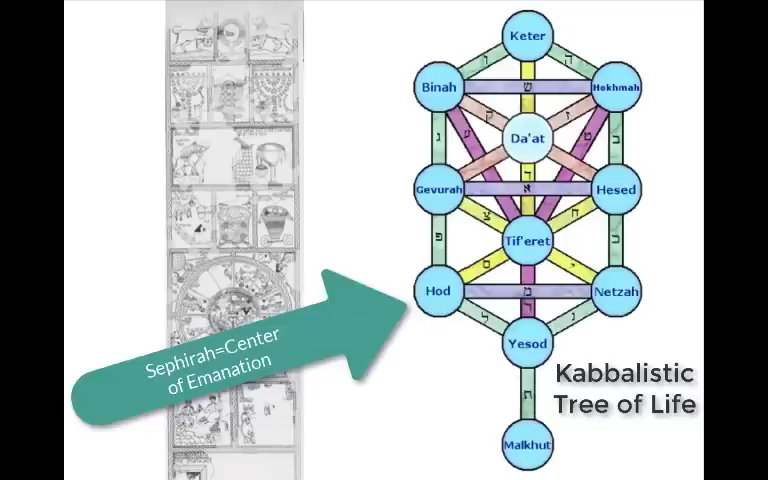 Keter
ו
ה
Binah
ש
Hokhmah
ק
ז
ע
ט
ג
Da'at
ב
ד
Gevurah
א
Hesed
צ
ח
פ
Tif'eret
כ
ס
י
Hod
מ
Netzah
ר
ל
נ
Yesod
ת
Malkhut
Sephirah=Center
of Emanation
Kabbalistic
Tree of Life